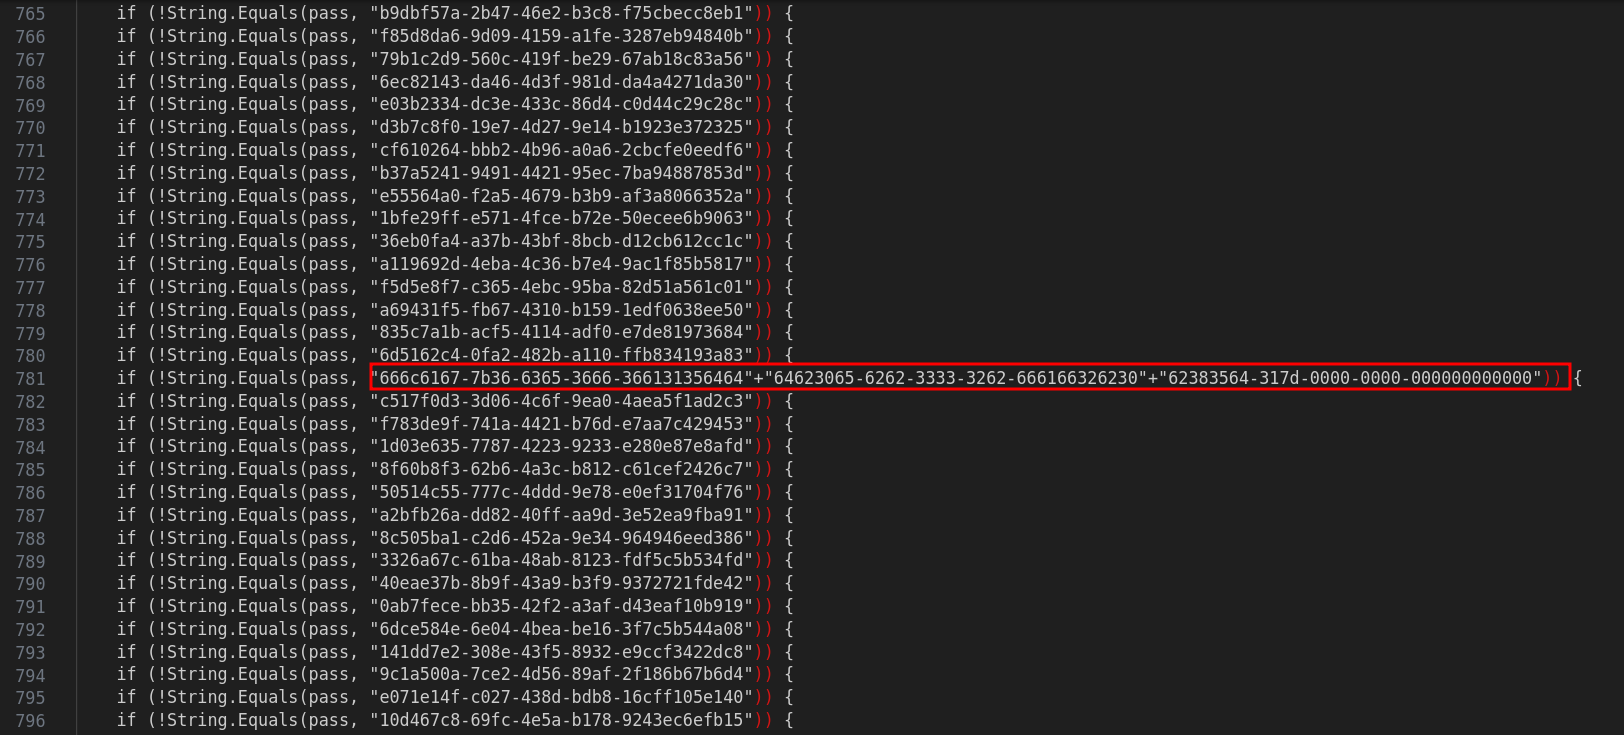 765 if (!String.Equals(pass, "b9dbf57a-2b47-46e2-b3c8-f75cbecc8eb1")) {
766 if (!String.Equals(pass, "f85d8da6-9d09-4159-a1fe-3287eb94840b")) {
767 if (!String.Equals(pass, "79b1c2d9-560c-419f-be29-67ab18c83a56")) {
768 if (!String.Equals(pass, "6ec82143-da46-4d3f-981d-da4a4271da30")) {
769 if (!String.Equals(pass, "e03b2334-dc3e-433c-86d4-c0d44c29c28c")) {
770 if (!String.Equals(pass, "d3b7c8f0-19e7-4d27-9e14-b1923e372325")) {
771 if (!String.Equals(pass, "cf610264-bbb2-4b96-a0a6-2cbcfe0eedf6")) {
772 if (!String.Equals(pass, "b37a5241-9491-4421-95ec-7ba94887853d")) {
773 if (!String.Equals(pass, "e55564a0-f2a5-4679-b3b9-af3a8066352a")) {
774 if (!String.Equals(pass, "1bfe29ff-e571-4fce-b72e-50ecee6b9063")) {
775 if (!String.Equals(pass, "36eb0fa4-a37b-43bf-8bcb-d12cb612cc1c")) {
776 if (!String.Equals(pass, "a119692d-4eba-4c36-b7e4-9ac1f85b5817")) {
777 if (!String.Equals(pass, "f5d5e8f7-c365-4ebc-95ba-82d51a561c01")) {
778 if (!String.Equals(pass, "a69431f5-fb67-4310-b159-1edf0638ee50")) {
779 if (!String.Equals(pass, "835c7a1b-acf5-4114-adf0-e7de81973684")) {
780 if (!String.Equals(pass, "6d5162c4-0fa2-482b-a110-ffb834193a83")) {
781 if (!String.Equals(pass, "666c6167-7b36-6365-3666-366131356464"+"64623065-6262-3333-3262-666166326230"+"62383564-317d-0000-0000-000000000000")) {
782 if (!String.Equals(pass, "c517f0d3-3d06-4c6f-9ea0-4aea5f1ad2c3")) {
783 if (!String.Equals(pass, "f783de9f-741a-4421-b76d-e7aa7c429453")) {
784 if (!String.Equals(pass, "1d03e635-7787-4223-9233-e280e87e8afd")) {
785 if (!String.Equals(pass, "8f60b8f3-62b6-4a3c-b812-c61cef2426c7")) {
786 if (!String.Equals(pass, "50514c55-777c-4ddd-9e78-e0ef31704f76")) {
787 if (!String.Equals(pass, "a2bfb26a-dd82-40ff-aa9d-3e52ea9fba91")) {
788 if (!String.Equals(pass, "8c505ba1-c2d6-452a-9e34-964946eed386")) {
789 if (!String.Equals(pass, "3326a67c-61ba-48ab-8123-fdf5c5b534fd")) {
790 if (!String.Equals(pass, "40eae37b-8b9f-43a9-b3f9-9372721fde42")) {
791 if (!String.Equals(pass, "0ab7fece-bb35-42f2-a3af-d43eaf10b919")) {
792 if (!String.Equals(pass, "6dce584e-6e04-4bea-be16-3f7c5b544a08")) {
793 if (!String.Equals(pass, "141dd7e2-308e-43f5-8932-e9ccf3422dc8")) {
794 if (!String.Equals(pass, "9c1a500a-7ce2-4d56-89af-2f186b67b6d4")) {
795 if (!String.Equals(pass, "e071e14f-c027-438d-bdb8-16cff105e140")) {
796 if (!String.Equals(pass, "10d467c8-69fc-4e5a-b178-9243ec6efb15")) {